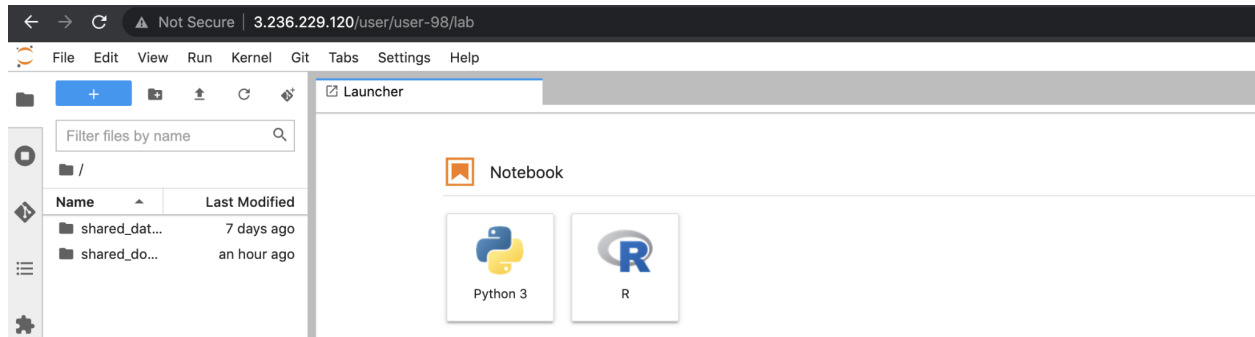 Not Secure | 3.236.229.120/user/user-98/lab
File Edit View Run Kernel Git Tabs Settings Help
Launcher
Filter files by name
/
Notebook
Name Last Modified
shared_dat... 7 days ago
shared_do... an hour ago
Python 3 R